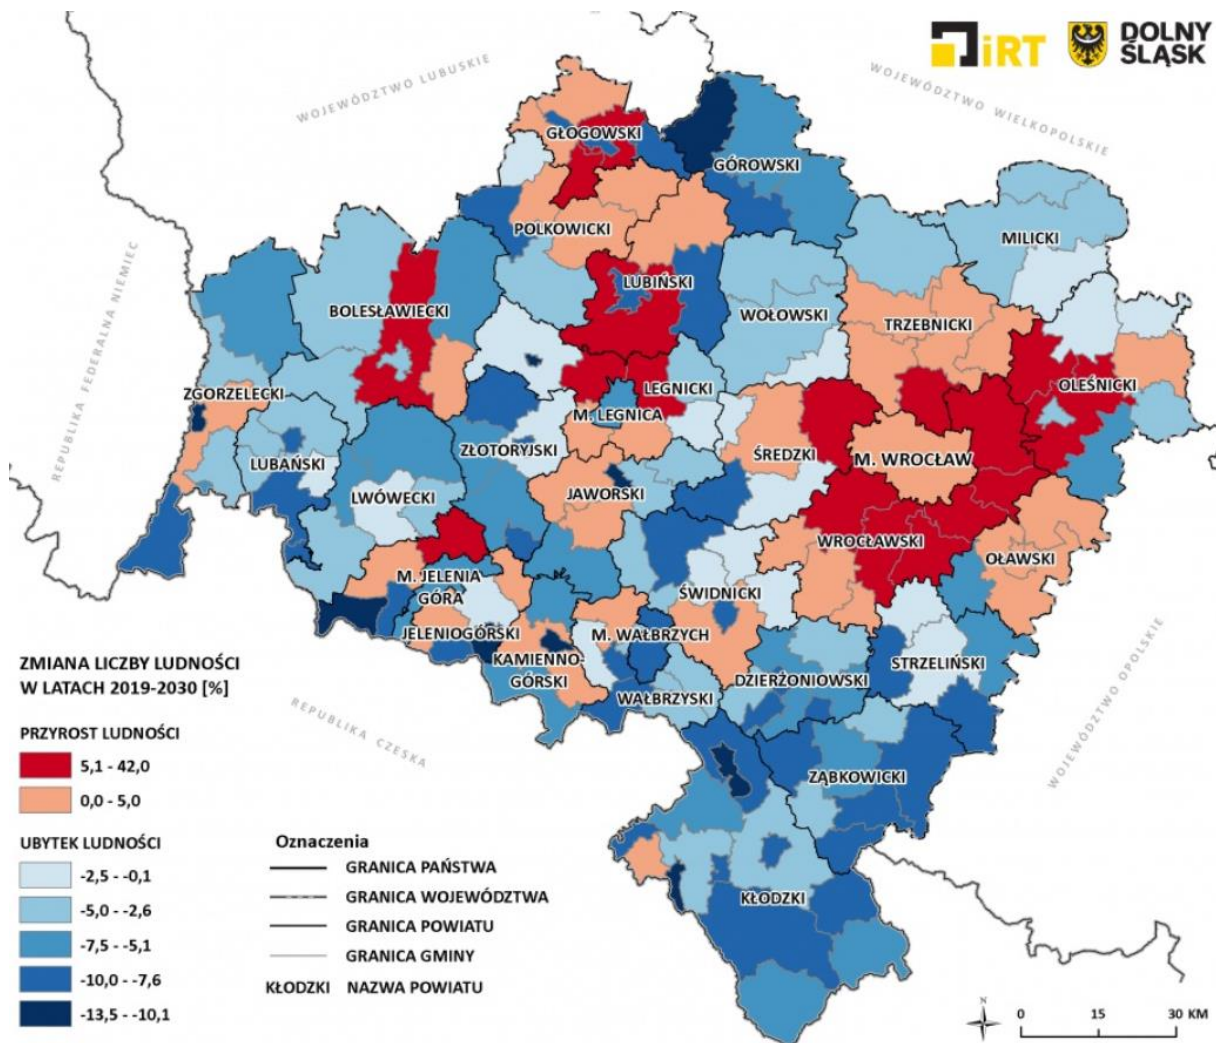 iRT
DOLNY
ŚLĄSK
WOJEWÓDZTWO LUBUSKIE
WOJEWÓDZTWO WIELKOPOLSKIE
GŁOGOWSKI
GÓROWSKI
POLKOWICKI
MILICKI
REPUBLIKA FEDERALNA NIEMIEC
BOLESŁAWIECKI
LUBIŃSKI
WOŁOWSKI
TRZEBNICKI
ZGORZELECKI
LEGNICKI
OLEŚNICKI
M. LEGNICA
ZŁOTORYJSKI
ŚREDZKI
M. WROCŁAW
LUBAŃSKI
LWÓWECKI
JAWORSKI
WROCŁAWSKI
OŁAWSKI
M. JELENIA
GÓRA
ŚWIDNICKI
JELENIOGÓRSKI
M. WAŁBRZYCH
KAMIENNO-
GÓRSKI
WAŁBRZYSKI
DZIERŻONIOWSKI
STRZELIŃSKI
WOJEWÓDZTWO OPOLSKIE
REPUBLIKA CZESKA
ZĄBKOWICKI
KŁODZKI
ZMIANA LICZBY LUDNOŚCI
W LATACH 2019-2030 [%]
PRZYROST LUDNOŚCI
5,1 - 42,0
0,0 - 5,0
UBYTEK LUDNOŚCI
-2,5 - -0,1
-5,0 - -2,6
-7,5 - -5,1
-10,0 - -7,6
-13,5 - -10,1
Oznaczenia
GRANICA PAŃSTWA
GRANICA WOJEWÓDZTWA
GRANICA POWIATU
GRANICA GMINY
KŁODZKI NAZWA POWIATU
N
0 15 30 KM